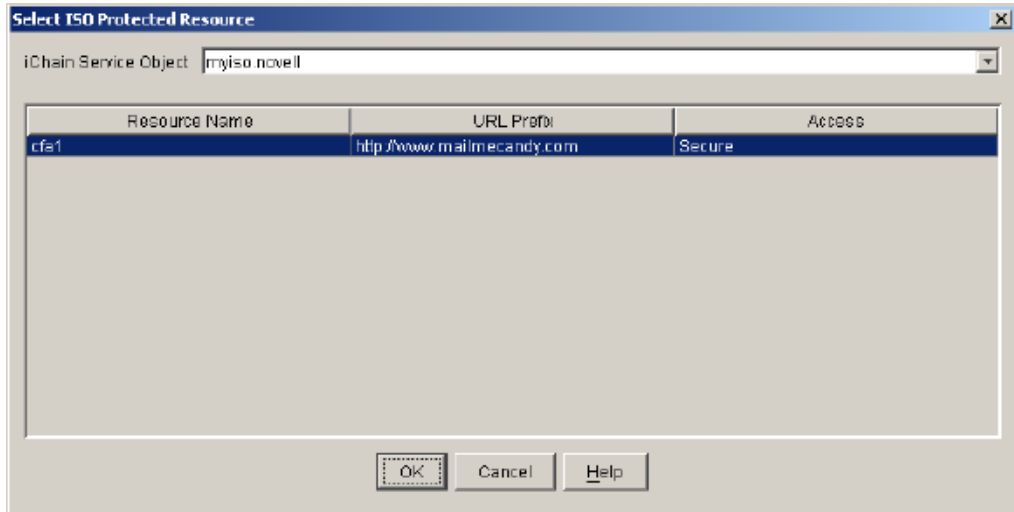 Select ISO Protected Resource
iChain Service Object myiso.novell
Resource Name URL Prefix Access
cfa1 http://www.mailmecandy.com Secure
OK Cancel Help